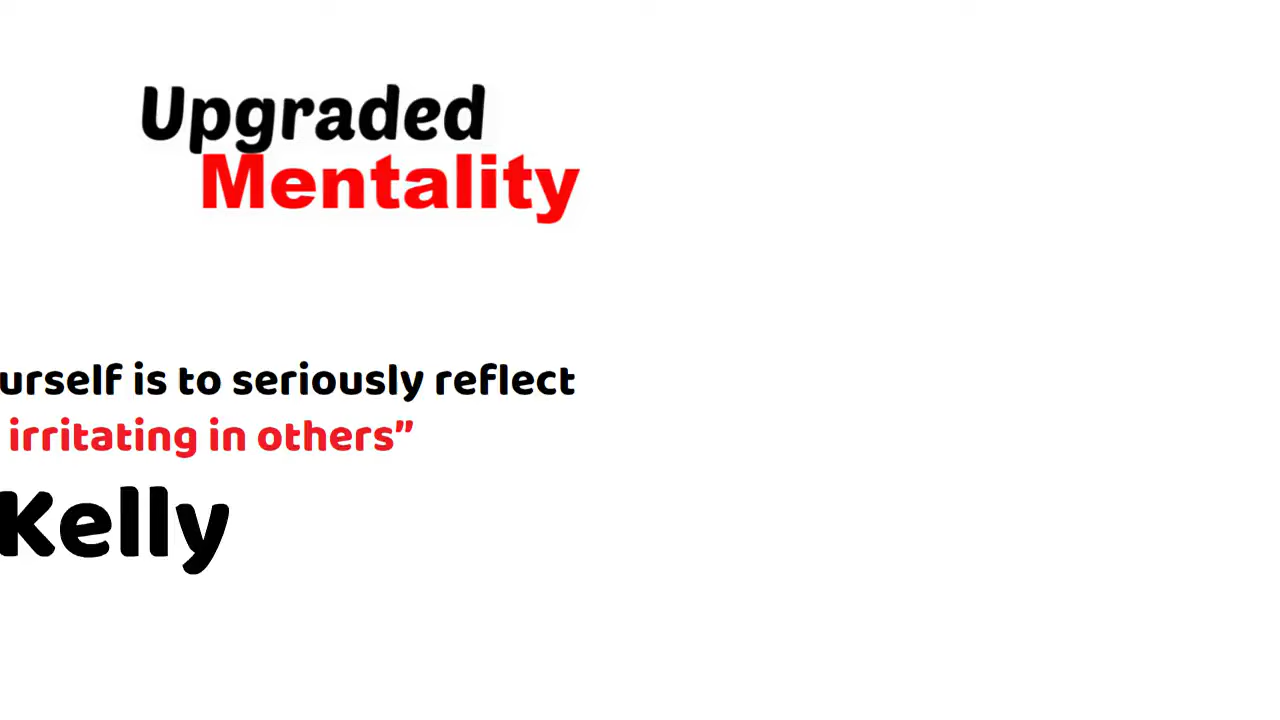 Upgraded
Mentality
urself is to seriously reflect
irritating in others”
Kelly